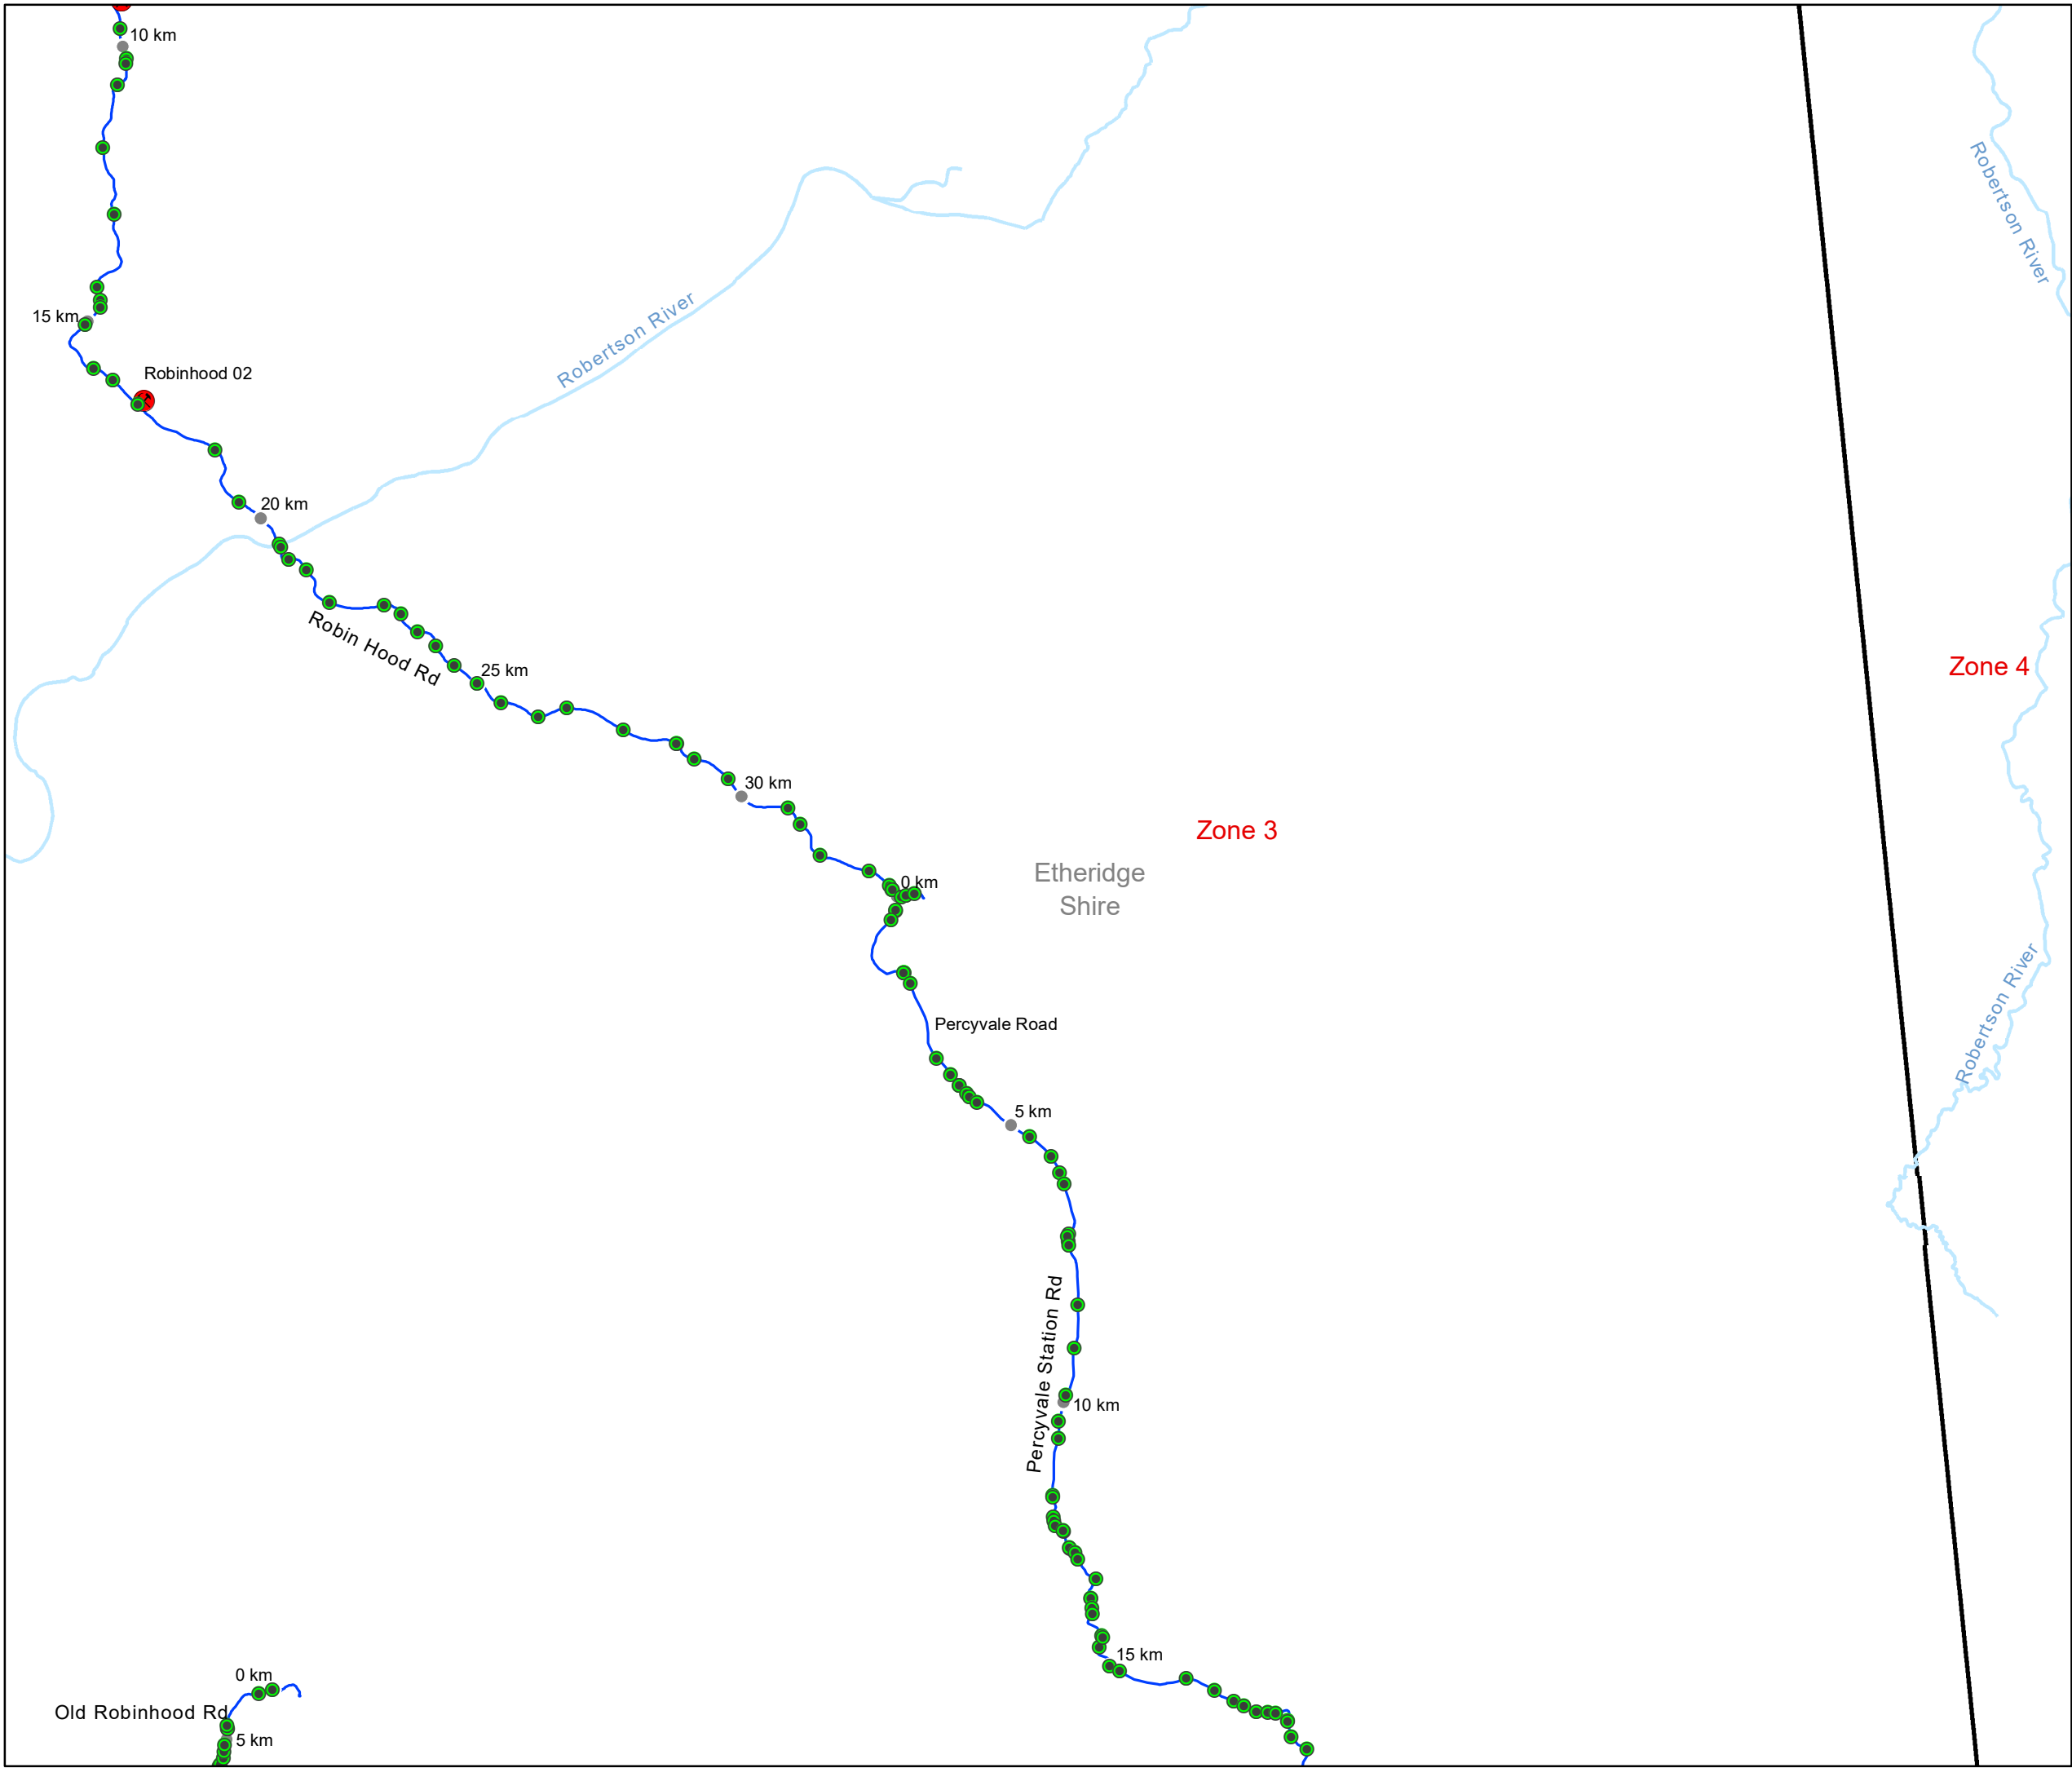 10 km
Robertson River
Robertson River
15 km
Robinhood 02
20 km
Robin Hood Rd
25 km
Zone 4
30 km
Zone 3
0 km
Etheridge
Shire
Percyvale Road
Robertson River
5 km
Percyvale Station Rd
10 km
15 km
0 km
Old Robinhood Rd
5 km